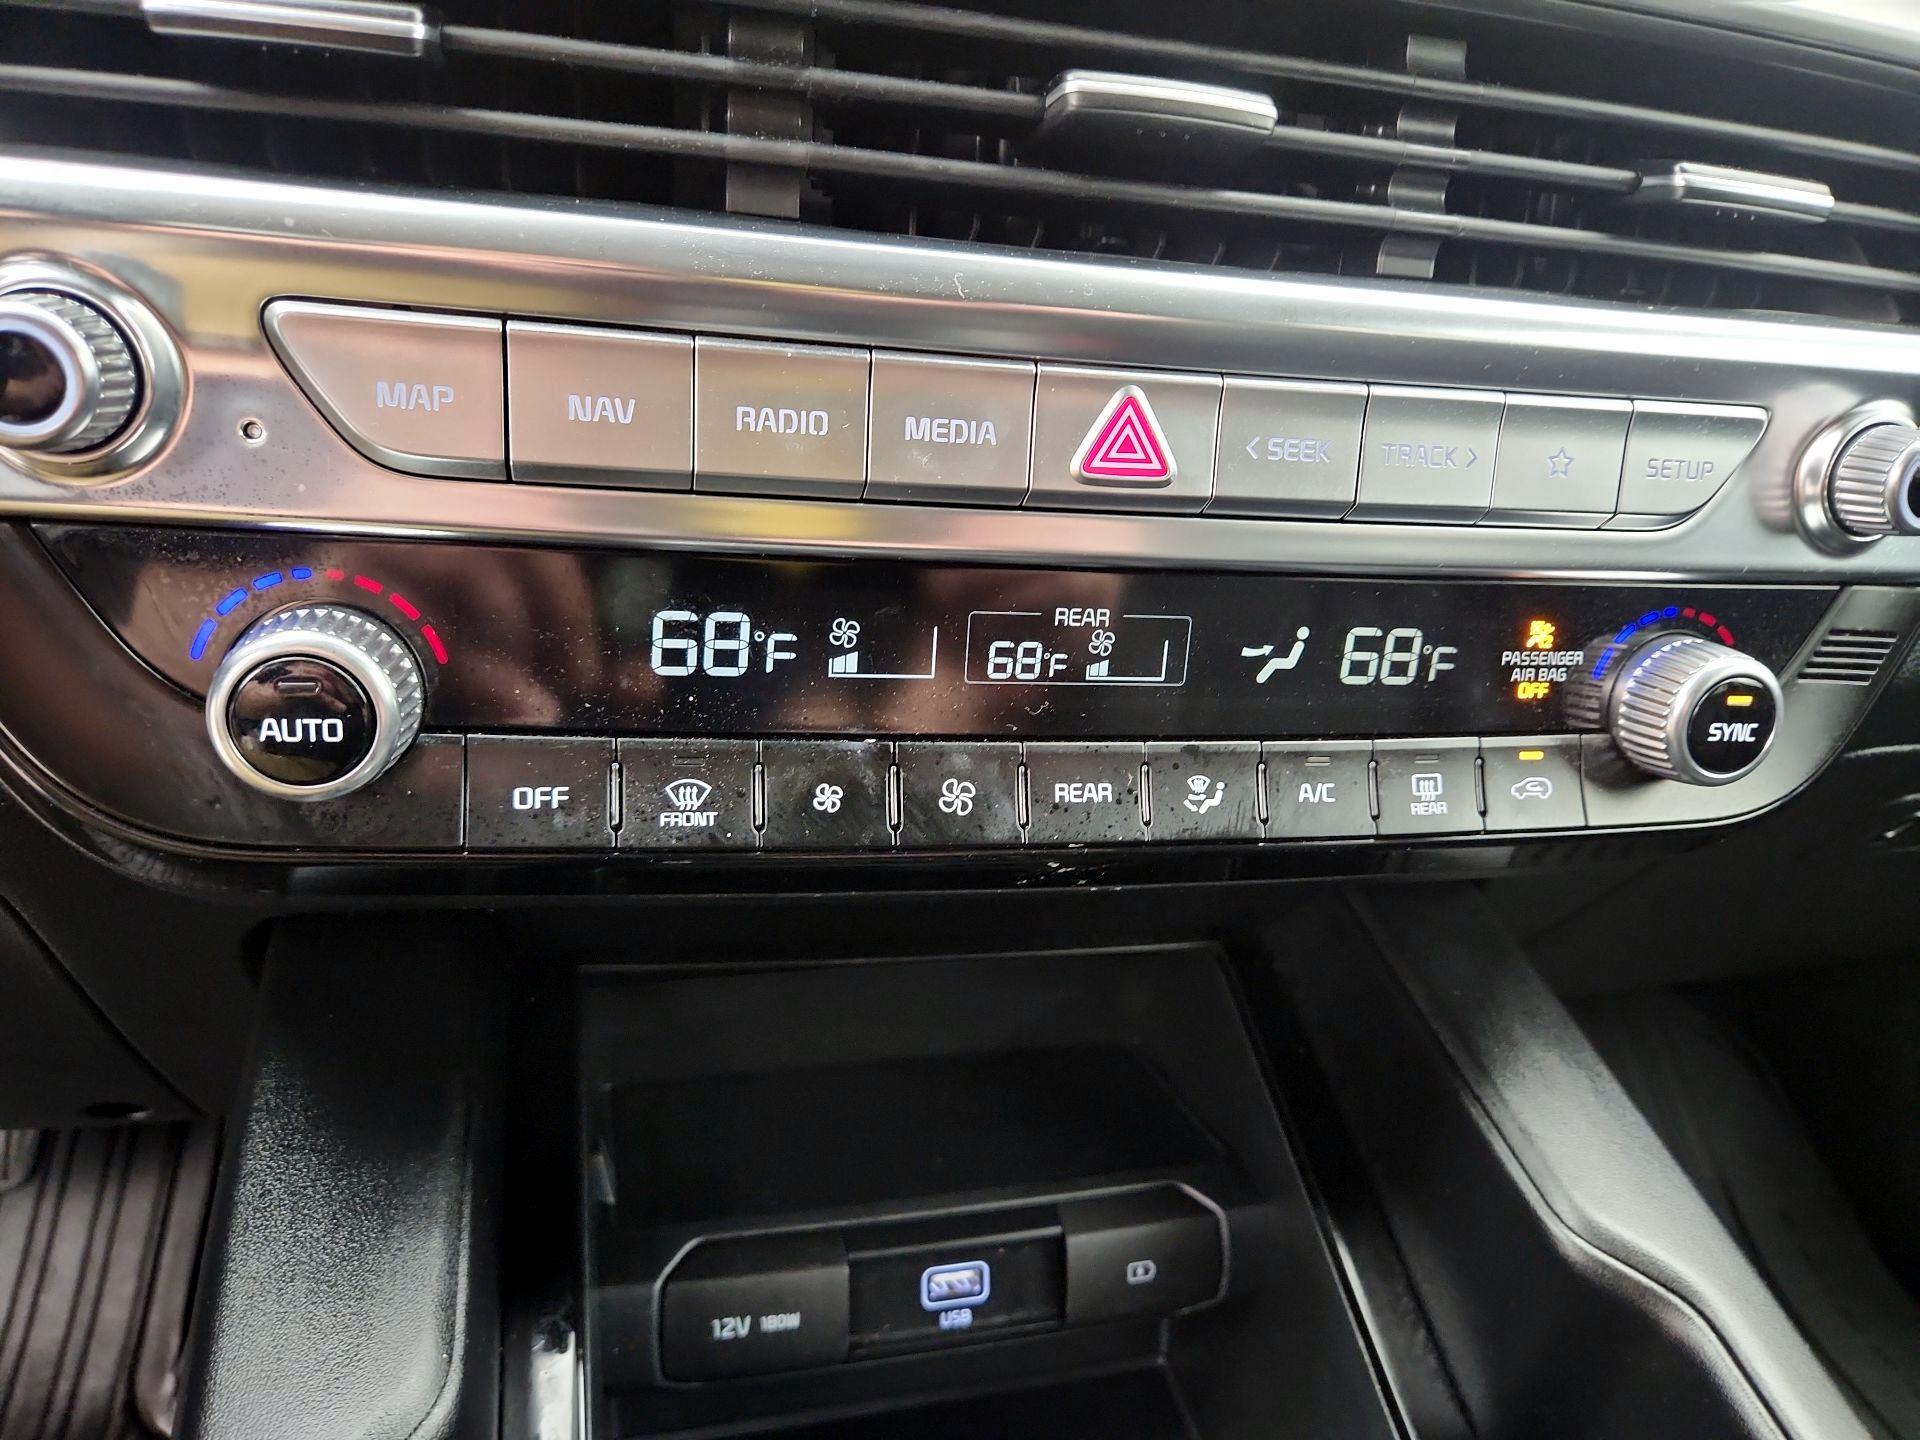 MAP
NAV
RADIO
MEDIA
< SEEK
TRACK >
SETUP
68°F
REAR
68°F
68°F
PASSENGER
AIR BAG
OFF
AUTO
SYNC
OFF
FRONT
REAR
A/C
REAR
12V 180W
USB